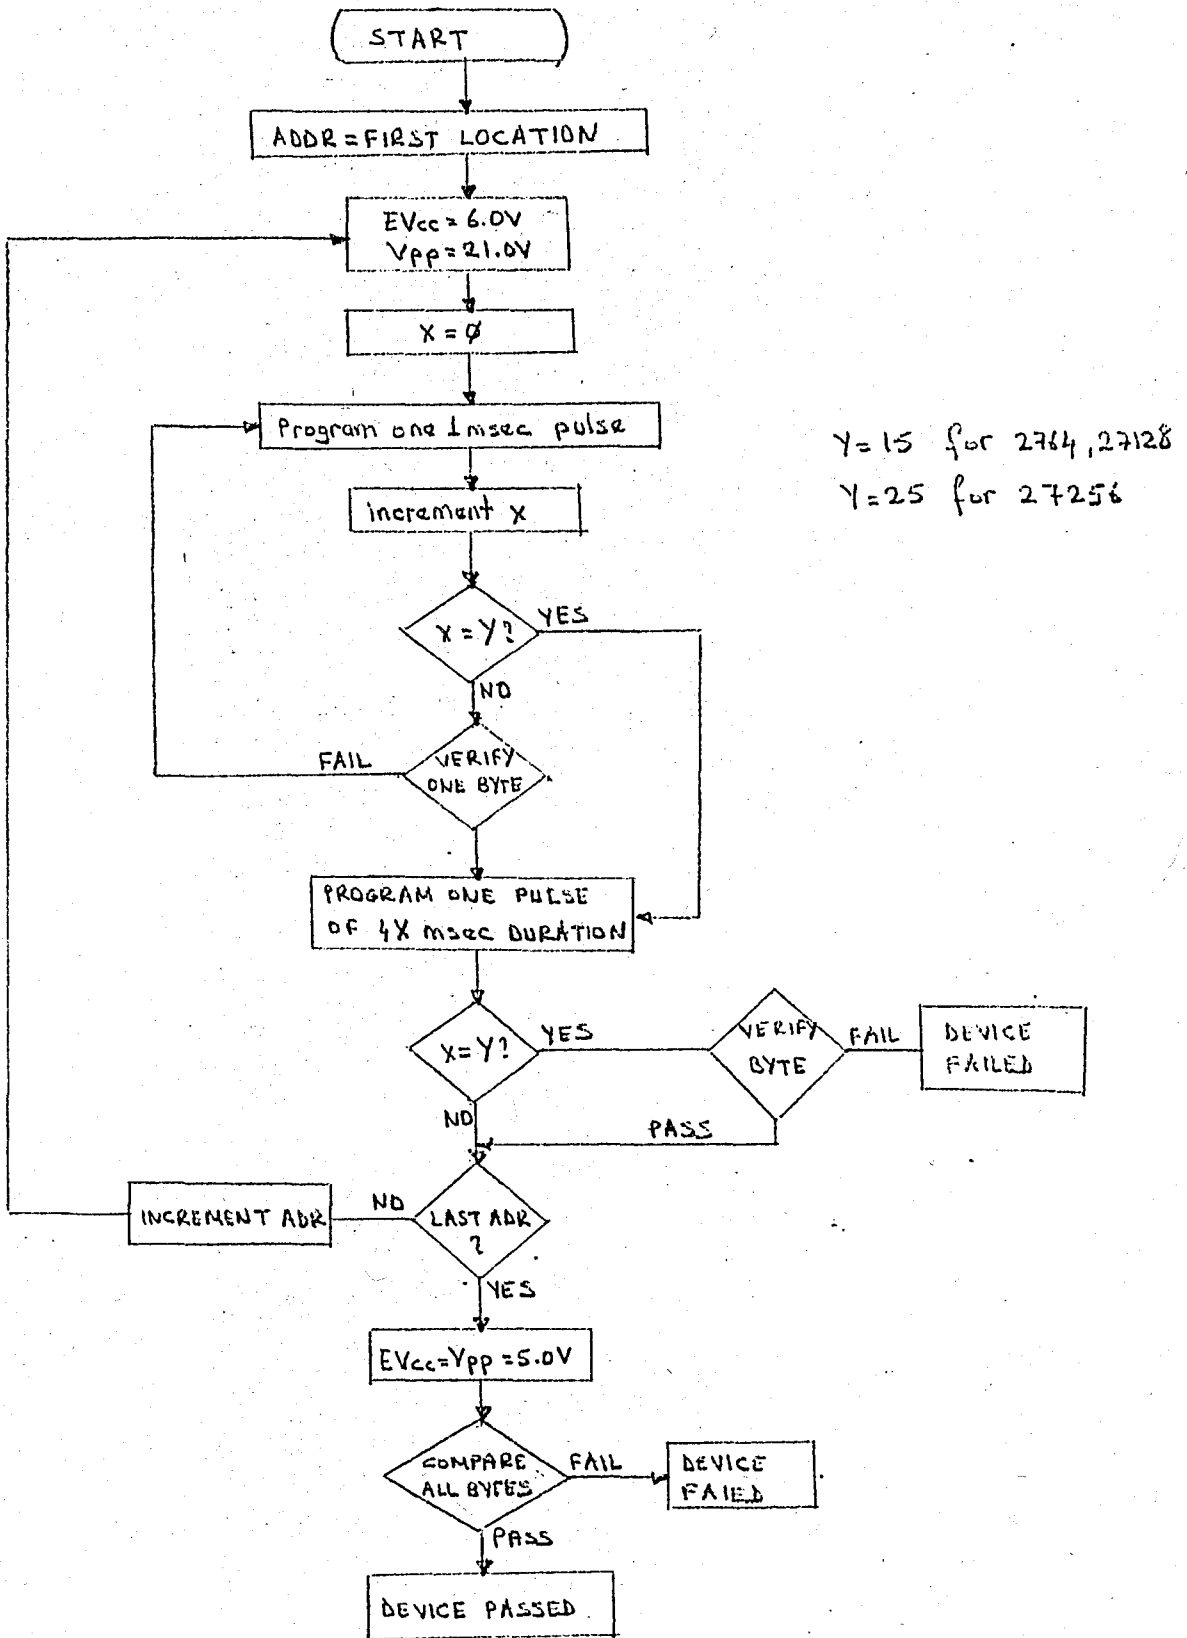 START
ADDR = FIRST LOCATION
EVcc = 6.0V
Vpp = 21.0V
X = Ø
Program one 1msec pulse
Y=15 for 2764,27128
Y=25 for 27256
increment X
X = Y?
YES
NO
FAIL
VERIFY
ONE BYTE
PROGRAM ONE PULSE
OF 4X msec DURATION
X = Y?
YES
VERIFY
BYTE
FAIL
DEVICE
FAILED
NO
PASS
INCREMENT ADR
NO
LAST ADR
?
YES
EVcc=Vpp=5.0V
COMPARE
ALL BYTES
FAIL
DEVICE
FAIED
PASS
DEVICE PASSED